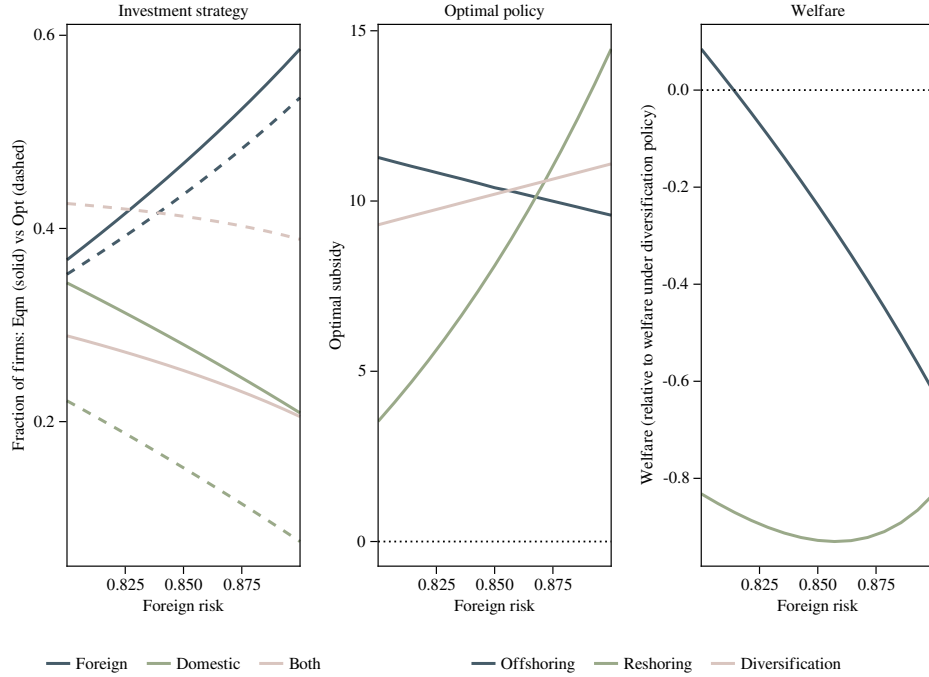 Investment strategy
Fraction of firms: Eqm (solid) vs Opt (dashed)
0.6
0.4
0.2
0.825 0.850 0.875
Foreign risk
Optimal policy
Optimal subsidy
15
10
5
0
0.825 0.850 0.875
Foreign risk
Welfare
Welfare (relative to welfare under diversification policy)
0.0
-0.2
-0.4
-0.6
-0.8
0.825 0.850 0.875
Foreign risk
Foreign Domestic Both
Offshoring Reshoring Diversification